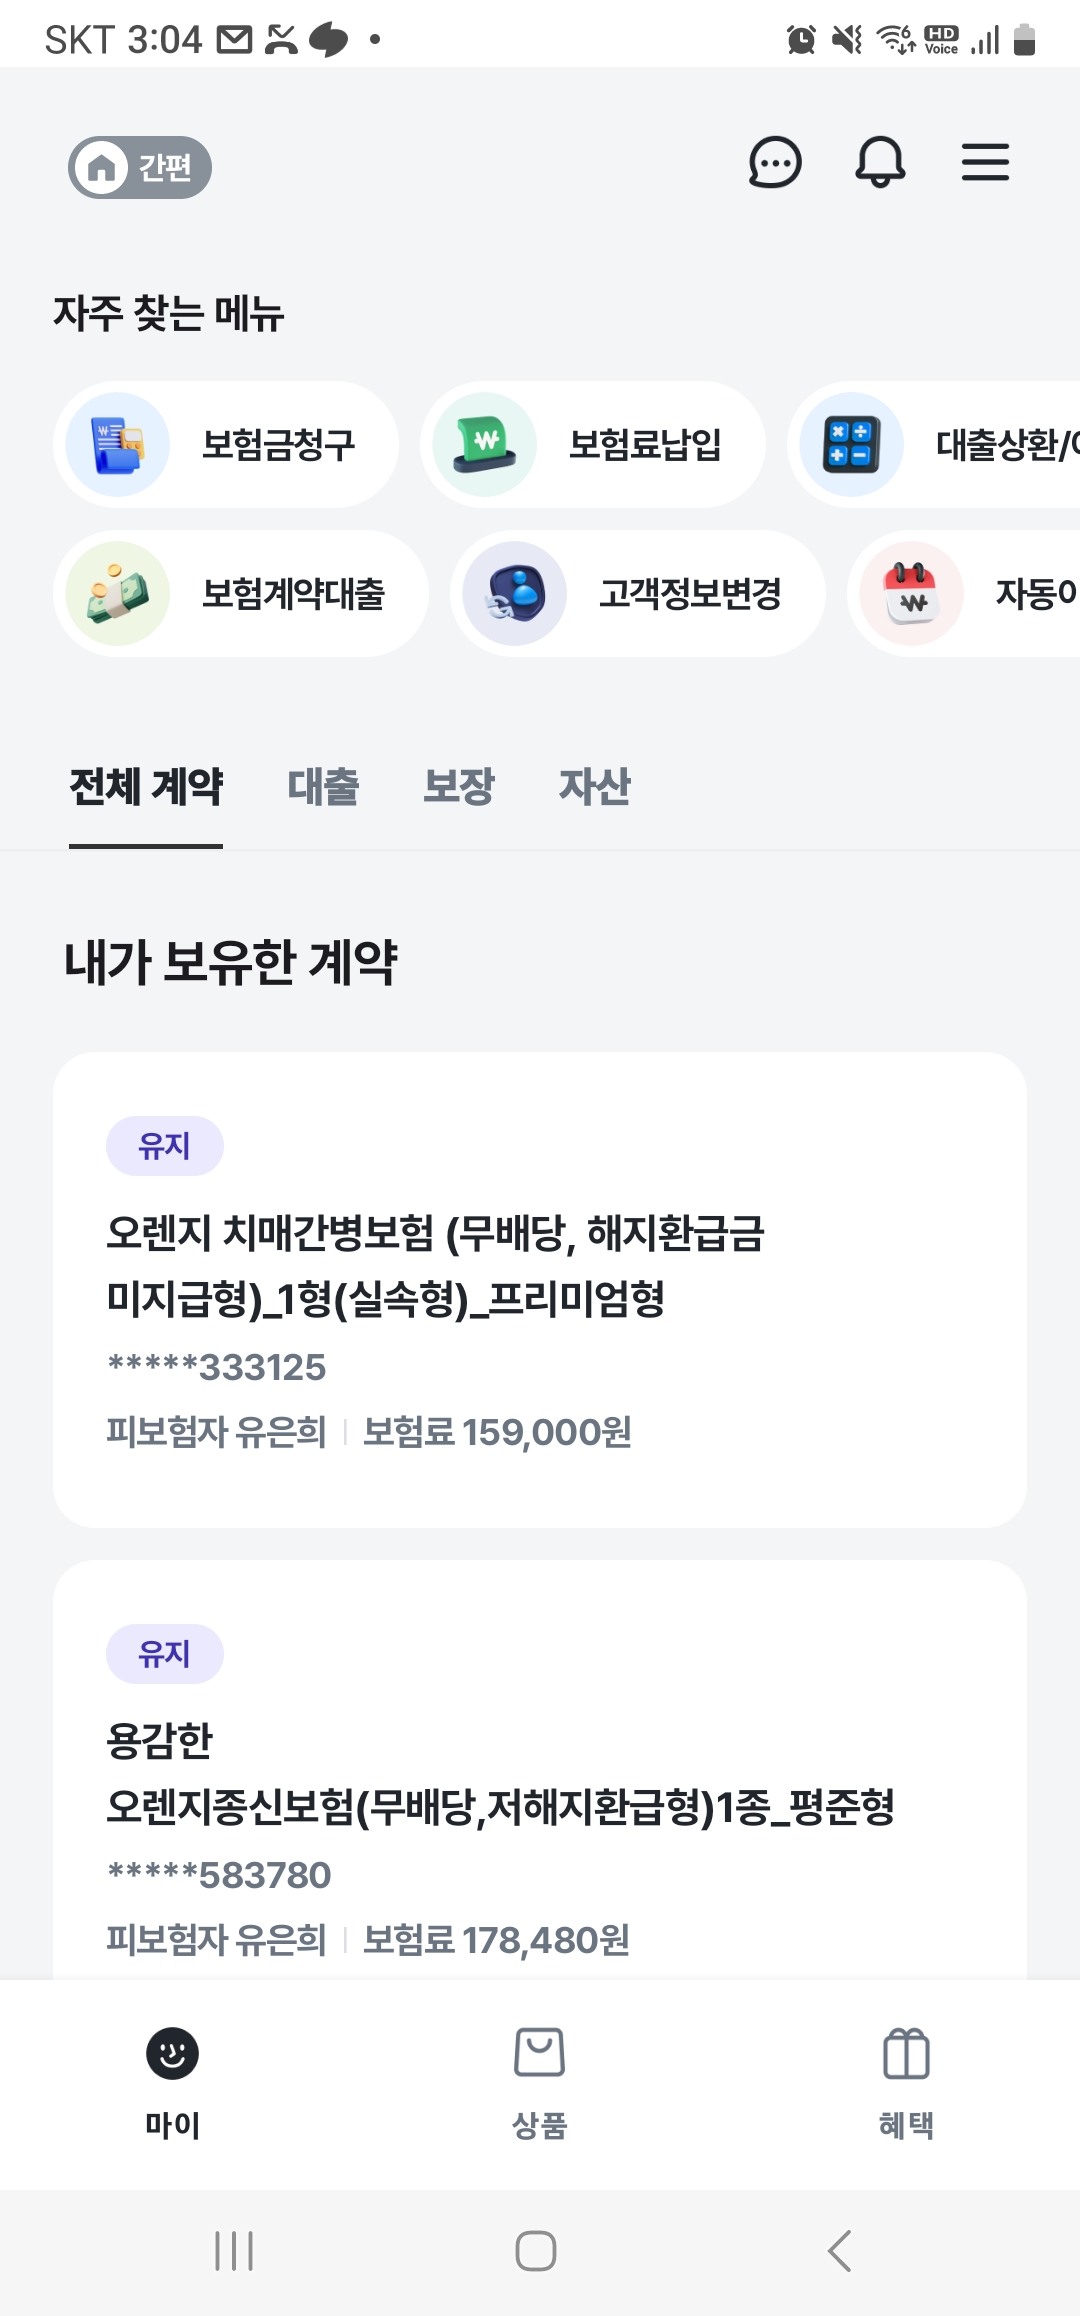 SKT 3:04
HD Voice
간편
자주 찾는 메뉴
보험금청구
보험료납입
대출상환/
보험계약대출
고객정보변경
자동이
전체 계약
대출
보장
자산
내가 보유한 계약
유지
오렌지 치매간병보험 (무배당, 해지환급금
미지급형)_1형(실속형)_프리미엄형
*****333125
피보험자 유은희 | 보험료 159,000원
유지
용감한
오렌지종신보험(무배당,저해지환급형)1종_평준형
*****583780
피보험자 유은희 | 보험료 178,480원
마이
상품
혜택